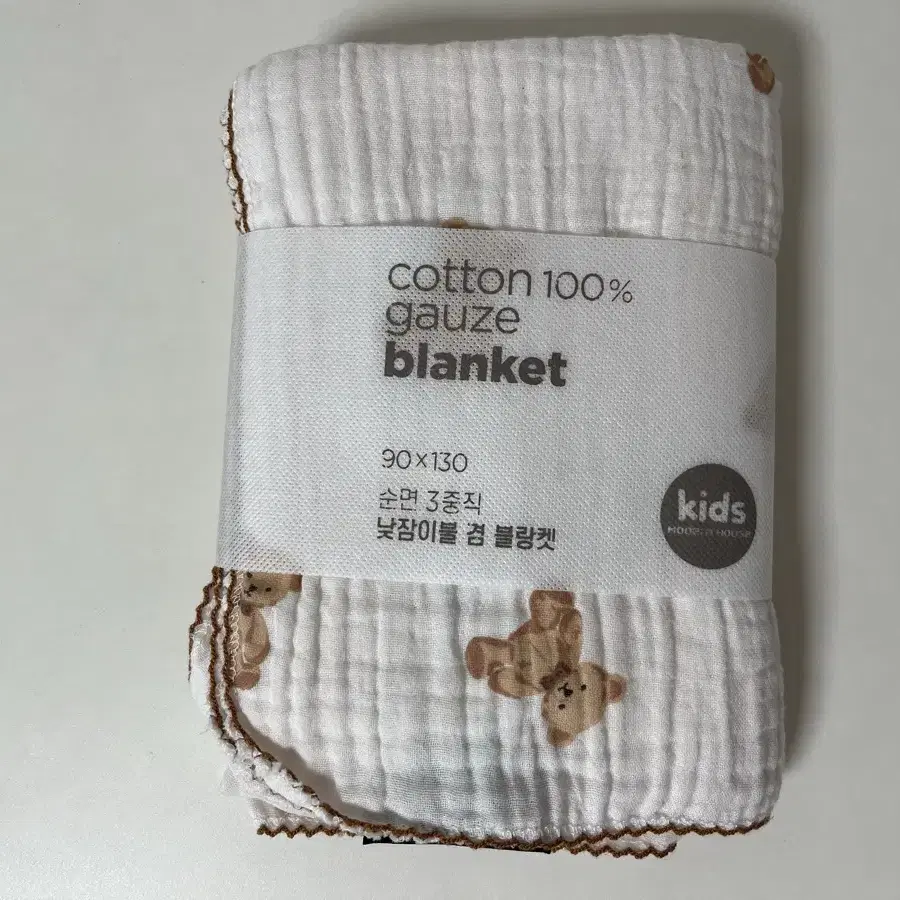 cotton 100%
gauze
blanket
90×130
순면 3중직
낮잠이불 겸 블랑켓
kids